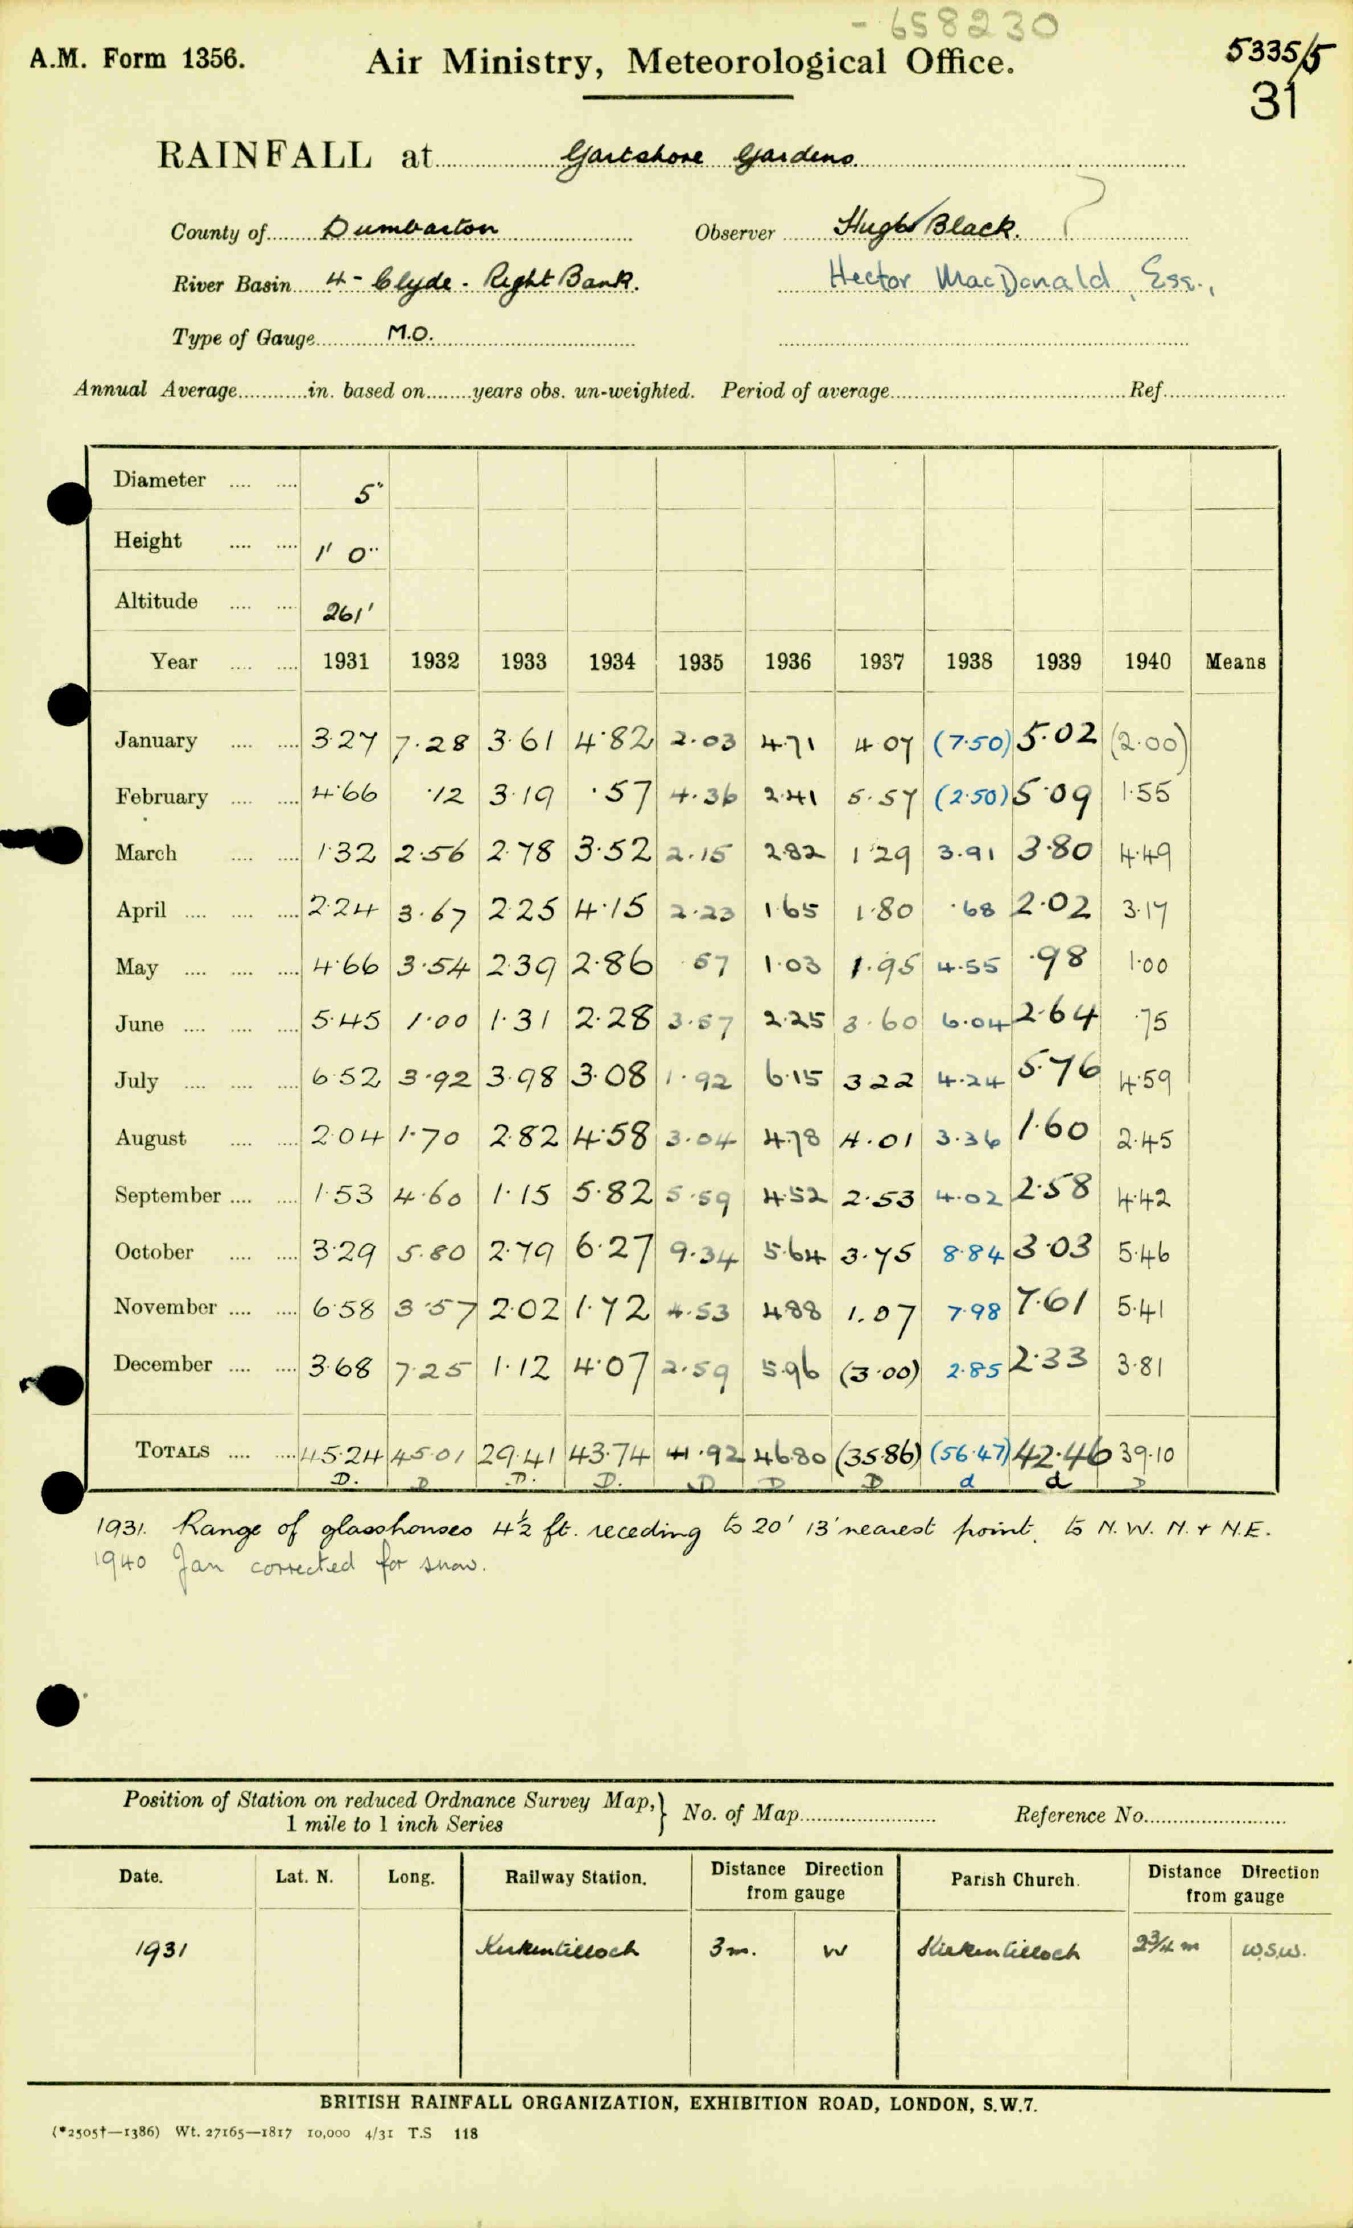 - 658230
A.M. Form 1356.
Air Ministry, Meteorological Office.
5335/5
31
RAINFALL at Gartshore Gardens.
County of Dumbarton Observer Hugh Black. ?
River Basin 4 - Clyde - Right Bank. Hector MacDonald, Esq.,
Type of Gauge M.O.
Annual Average in. based on years obs. un-weighted. Period of average Ref.
Diameter 5"
Height 1' 0"
Altitude 261'
Year 1931 1932 1933 1934 1935 1936 1937 1938 1939 1940 Means
January 3.27 7.28 3.61 4.82 2.03 4.71 4.07 (7.50) 5.02 (2.00)
February 4.66 .12 3.19 .57 4.36 2.41 5.57 (2.50) 5.09 1.55
March 1.32 2.56 2.78 3.52 2.15 2.82 1.29 3.91 3.80 4.49
April 2.24 3.67 2.25 4.15 2.23 1.65 1.80 .68 2.02 3.17
May 4.66 3.54 2.39 2.86 .57 1.03 1.95 4.55 .98 1.00
June 5.45 1.00 1.31 2.28 3.57 2.25 3.60 6.04 2.64 .75
July 6.52 3.92 3.98 3.08 1.92 6.15 3.22 4.24 5.76 4.59
August 2.04 1.70 2.82 4.58 3.04 4.78 4.01 3.36 1.60 2.45
September 1.53 4.60 1.15 5.82 5.59 4.52 2.53 4.02 2.58 4.42
October 3.29 5.80 2.79 6.27 9.34 5.64 3.75 8.84 3.03 5.46
November 6.58 3.57 2.02 1.72 4.53 4.88 1.07 7.98 7.61 5.41
December 3.68 7.25 1.12 4.07 2.59 5.96 (3.00) 2.85 2.33 3.81
TOTALS 45.24 45.01 29.41 43.74 41.92 46.80 (35.86) (56.47) 42.46 39.10
D. D D. D. D D D d d D
1931. Range of glasshouses 4½ ft. receding to 20' 13' nearest point. to N.W. N. + N.E.
1940 Jan corrected for snow.
Position of Station on reduced Ordnance Survey Map,} No. of Map Reference No.
1 mile to 1 inch Series
Date. Lat. N. Long. Railway Station. Distance Direction from gauge Parish Church. Distance Direction from gauge
1931 Kirkintilloch 3m. W Kirkintilloch 2¾ m W.S.W.
BRITISH RAINFALL ORGANIZATION, EXHIBITION ROAD, LONDON, S.W.7.
(*2505†—1386) Wt. 27165—1817 10,000 4/31 T.S 118